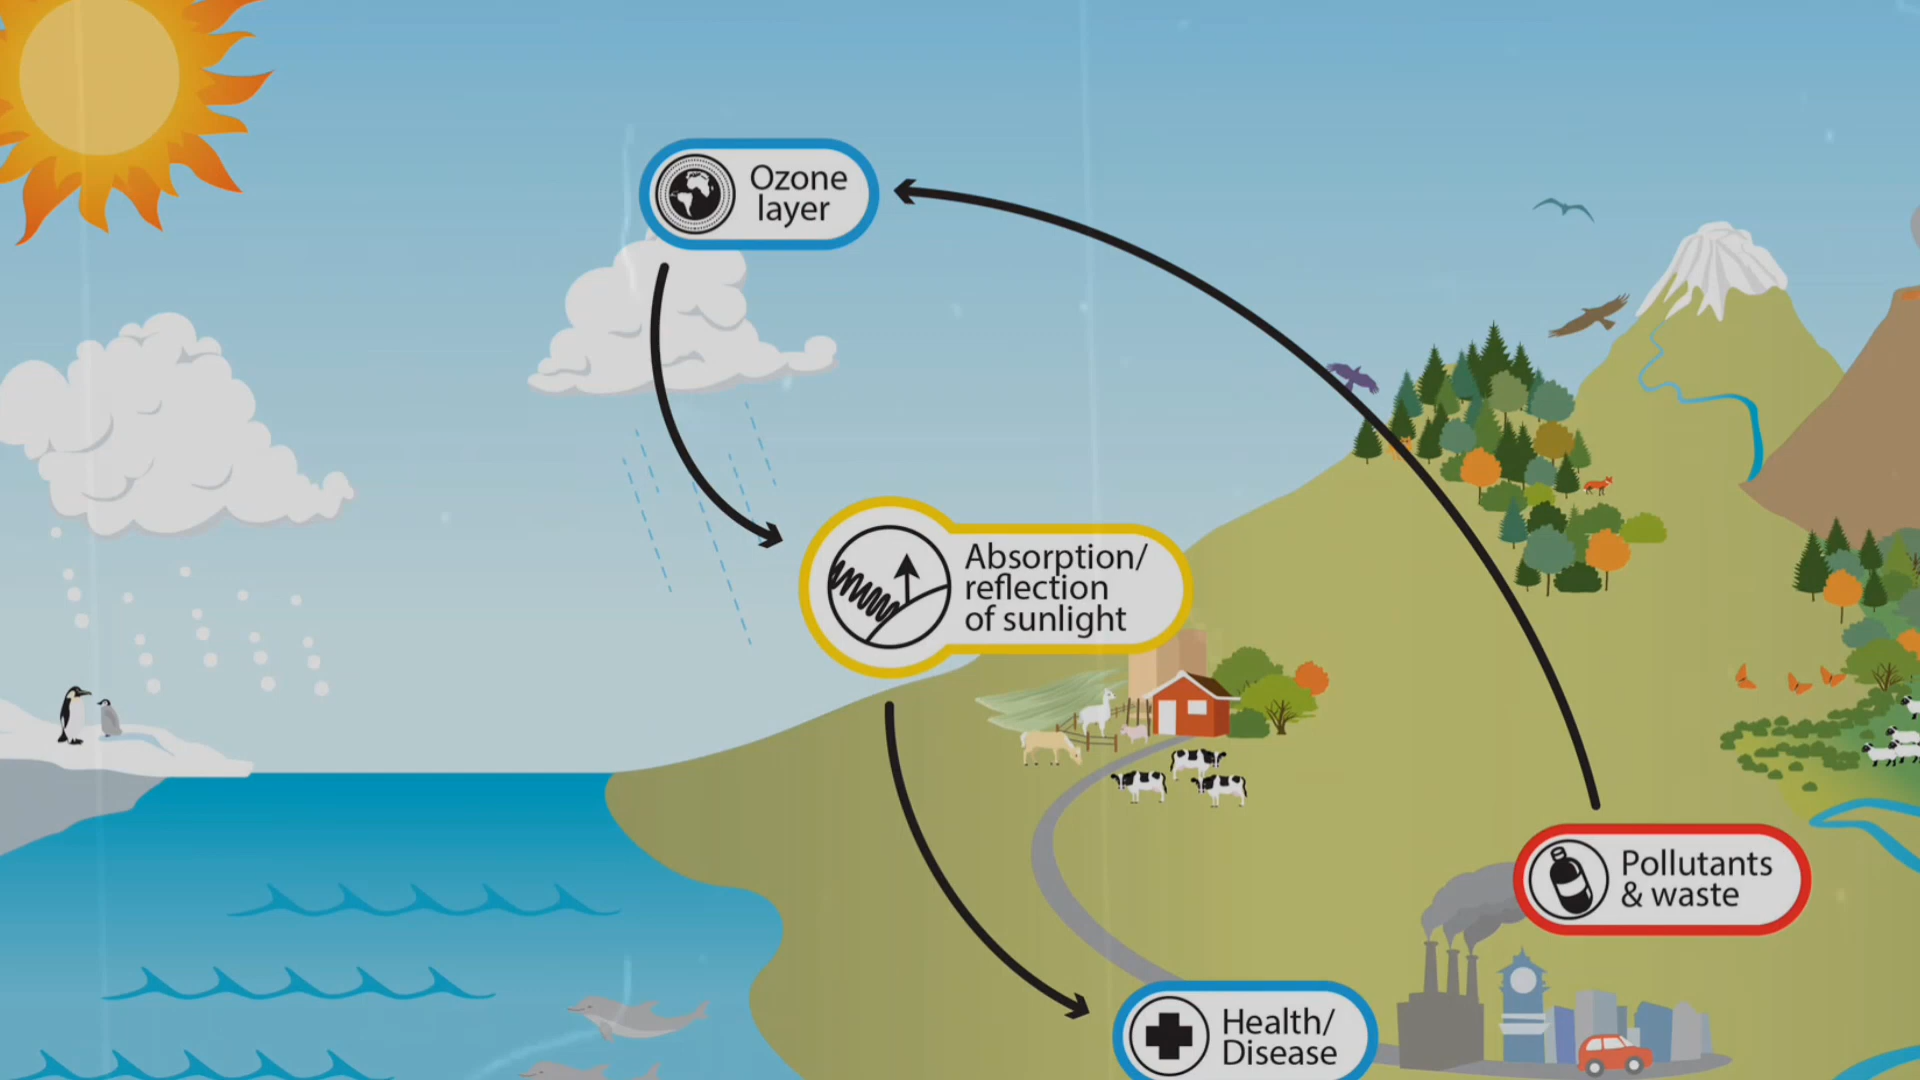 Ozone
layer
Absorption/
reflection
of sunlight
Pollutants
& waste
Health/
Disease